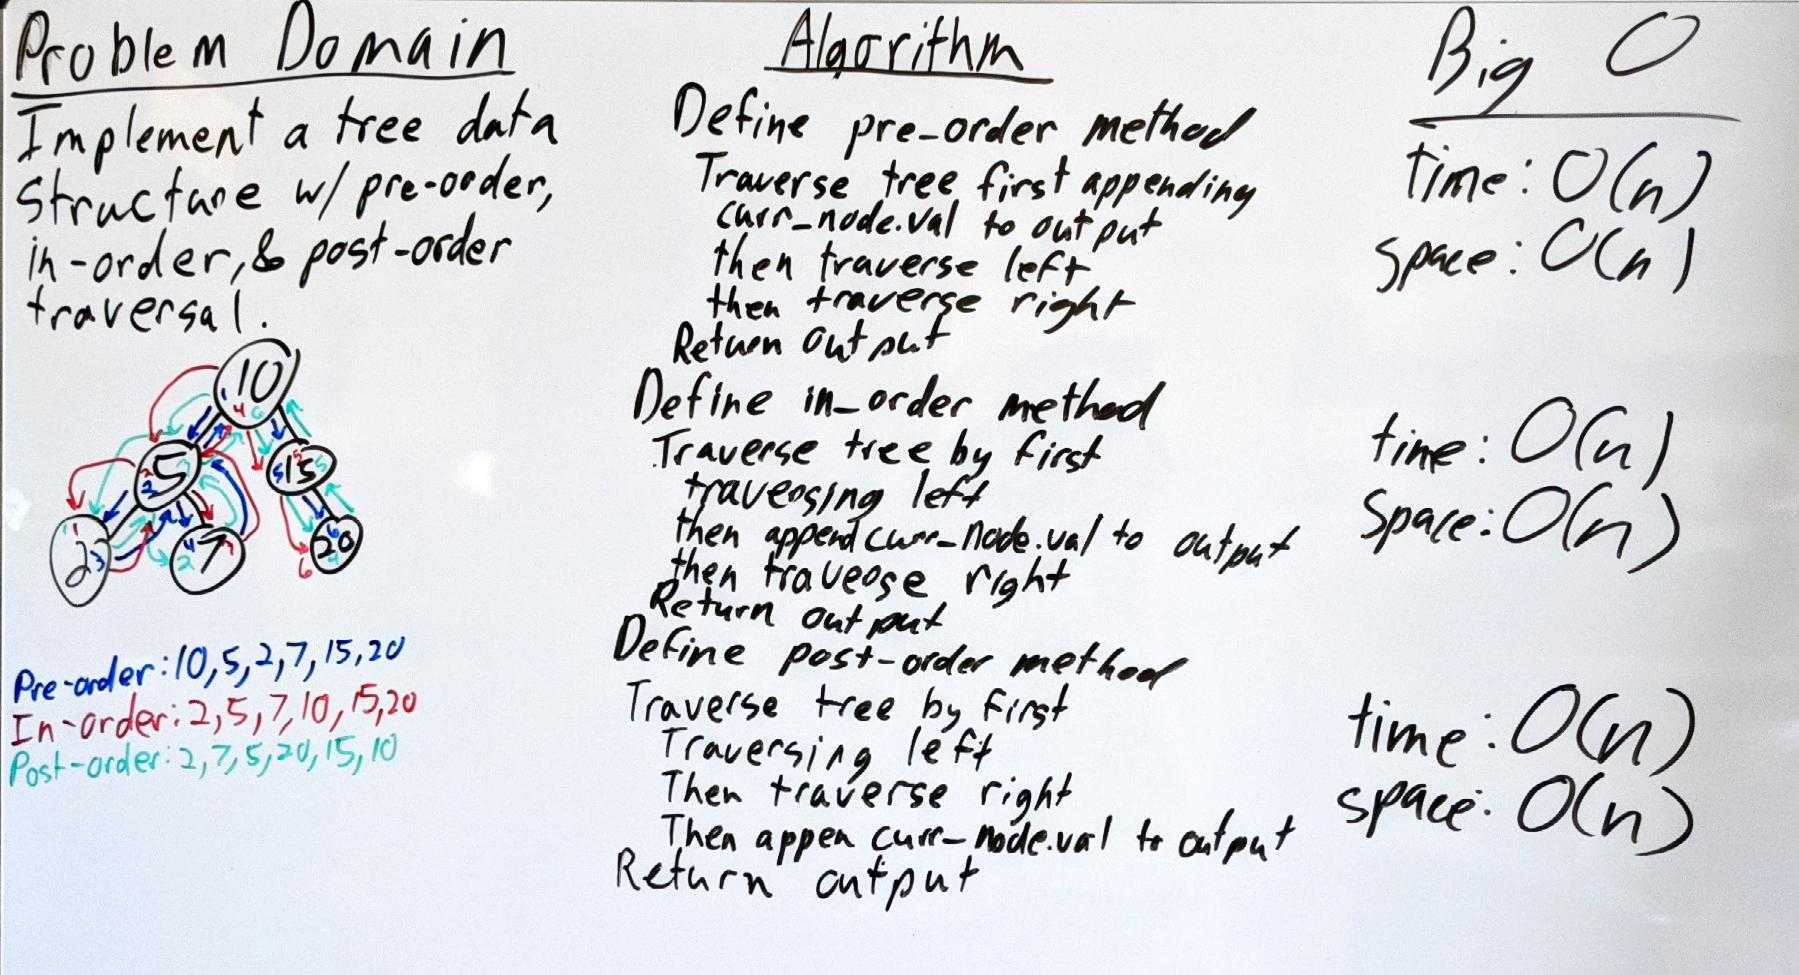 Problem Domain
Implement a tree data
structure w/ pre-order,
in-order, & post-order
traversal.
10
5
15
2
7
20
Pre-order: 10, 5, 2, 7, 15, 20
In-order: 2, 5, 7, 10, 15, 20
Post-order: 2, 7, 5, 20, 15, 10
Algorithm
Define pre-order method
Traverse tree first appending
curr_node.val to output
then traverse left
then traverse right
Return output
Define in-order method
Traverse tree by first
traversing left
then append curr_node.val to output
then traverse right
Return output
Define post-order method
Traverse tree by first
Traversing left
Then traverse right
Then appen curr_node.val to output
Return output
Big O
time: O(n)
space: O(n)
time: O(n)
Space: O(n)
time: O(n)
space: O(n)